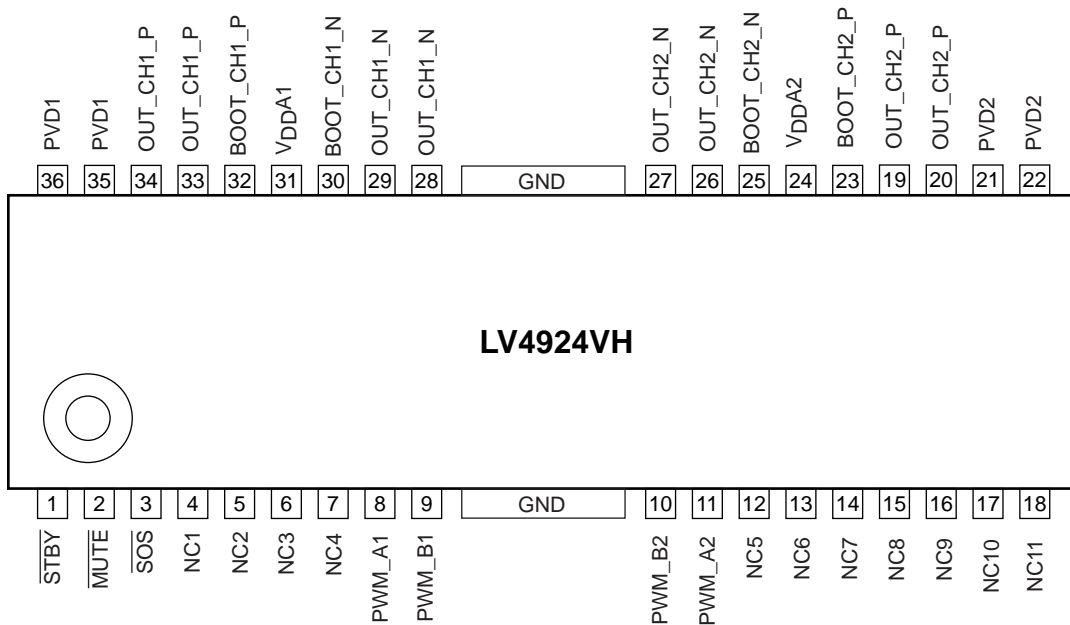 PVD1 PVD1 OUT_CH1_P OUT_CH1_P BOOT_CH1_P VDDA1 BOOT_CH1_N OUT_CH1_N OUT_CH1_N OUT_CH2_N OUT_CH2_N BOOT_CH2_N VDDA2 BOOT_CH2_P OUT_CH2_P OUT_CH2_P PVD2 PVD2
36 35 34 33 32 31 30 29 28 GND 27 26 25 24 23 19 20 21 22
LV4924VH
1 2 3 4 5 6 7 8 9 GND 10 11 12 13 14 15 16 17 18
STBY MUTE SOS NC1 NC2 NC3 NC4 PWM_A1 PWM_B1 PWM_B2 PWM_A2 NC5 NC6 NC7 NC8 NC9 NC10 NC11